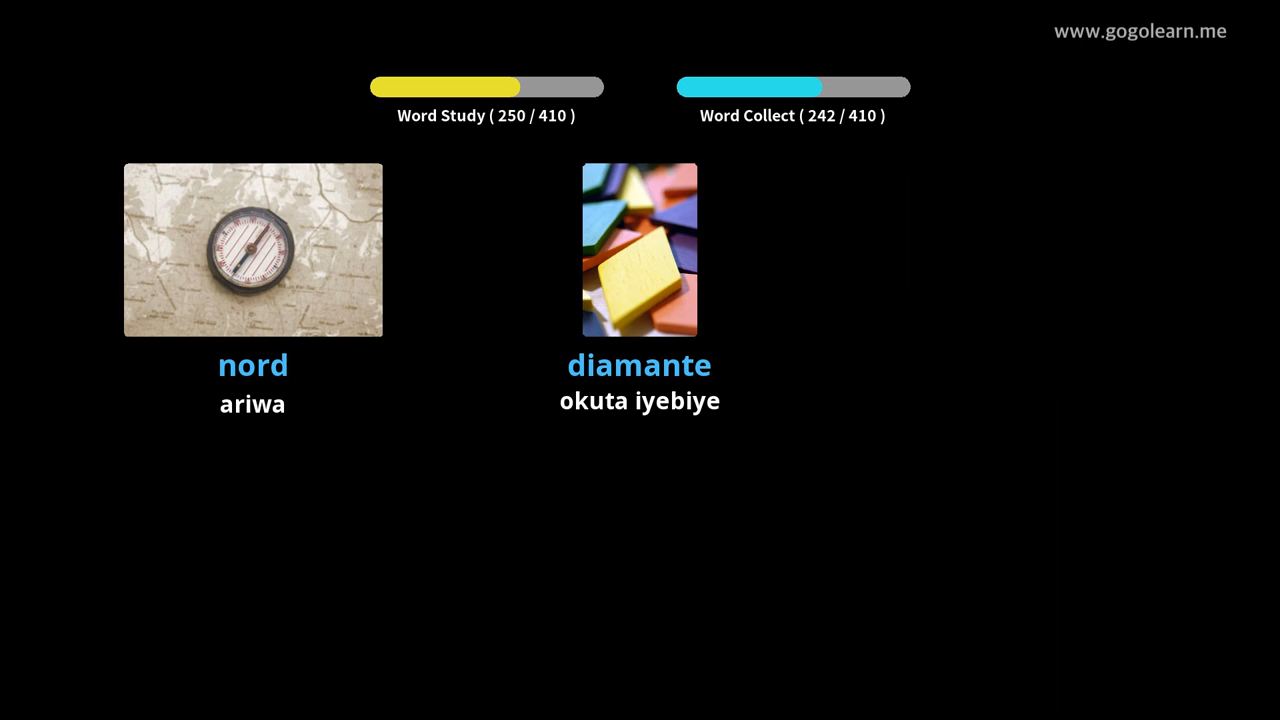 www.gogolearn.me
Word Study ( 250 / 410 )
Word Collect ( 242 / 410 )
nord
ariwa
diamante
okuta iyebiye